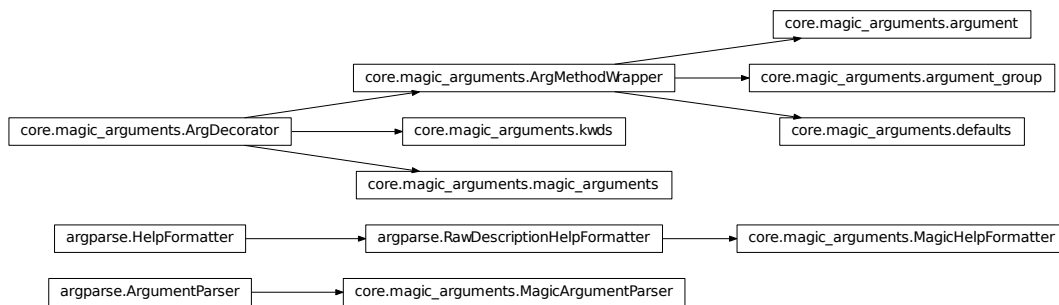 core.magic_arguments.argument
core.magic_arguments.ArgMethodWrapper
core.magic_arguments.argument_group
core.magic_arguments.ArgDecorator
core.magic_arguments.kwds
core.magic_arguments.defaults
core.magic_arguments.magic_arguments
argparse.HelpFormatter
argparse.RawDescriptionHelpFormatter
core.magic_arguments.MagicHelpFormatter
argparse.ArgumentParser
core.magic_arguments.MagicArgumentParser